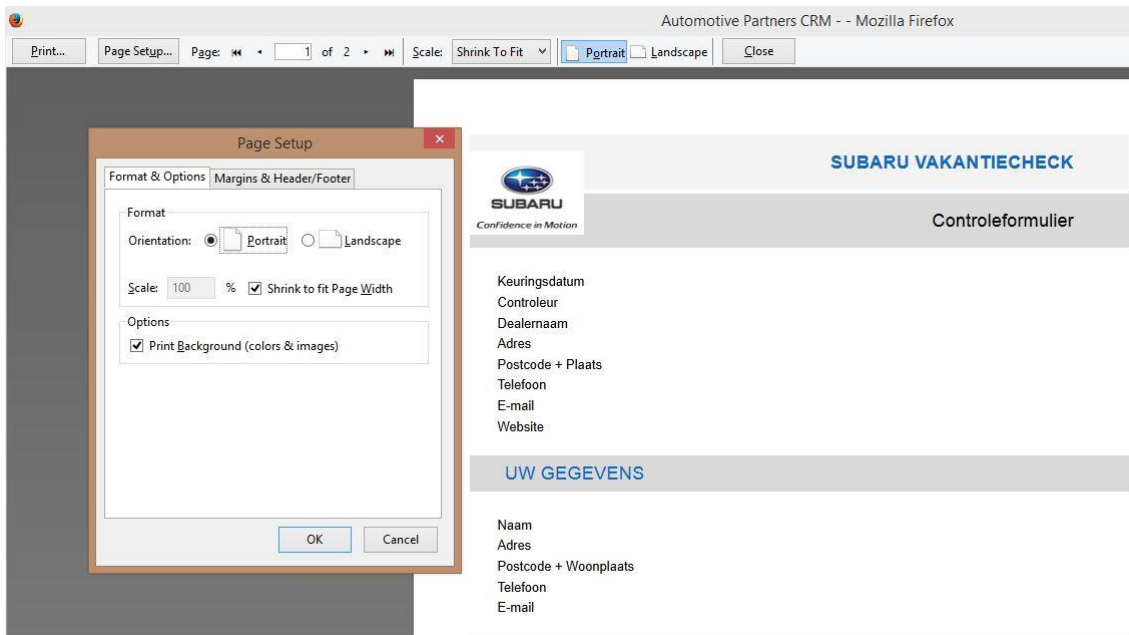 Automotive Partners CRM - - Mozilla Firefox
Print... Page Setup... Page: 1 of 2 Scale: Shrink To Fit Portrait Landscape Close
Page Setup
Format & Options Margins & Header/Footer
Format
Orientation: Portrait Landscape
Scale: 100 % Shrink to fit Page Width
Options
Print Background (colors & images)
OK Cancel
SUBARU VAKANTIECHECK
SUBARU
Confidence in Motion
Controleformulier
Keuringsdatum
Controleur
Dealernaam
Adres
Postcode + Plaats
Telefoon
E-mail
Website
UW GEGEVENS
Naam
Adres
Postcode + Woonplaats
Telefoon
E-mail